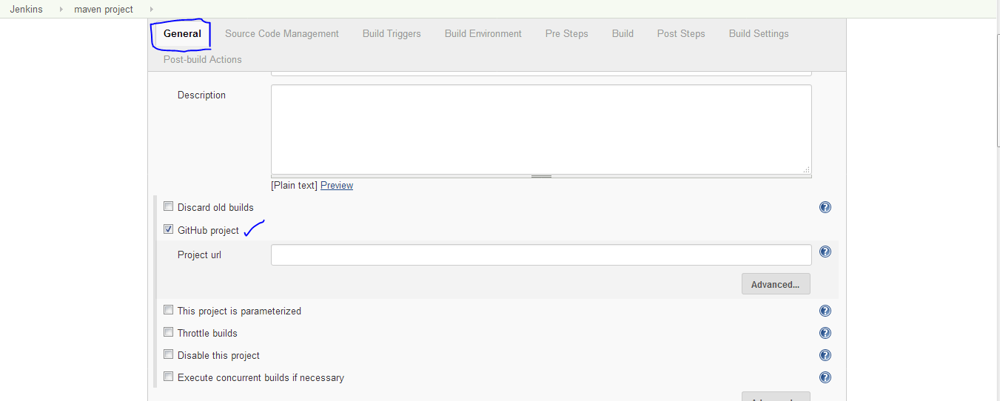 Jenkins maven project
General Source Code Management Build Triggers Build Environment Pre Steps Build Post Steps Build Settings
Post-build Actions
Description
[Plain text] Preview
Discard old builds
GitHub project
Project url
Advanced...
This project is parameterized
Throttle builds
Disable this project
Execute concurrent builds if necessary